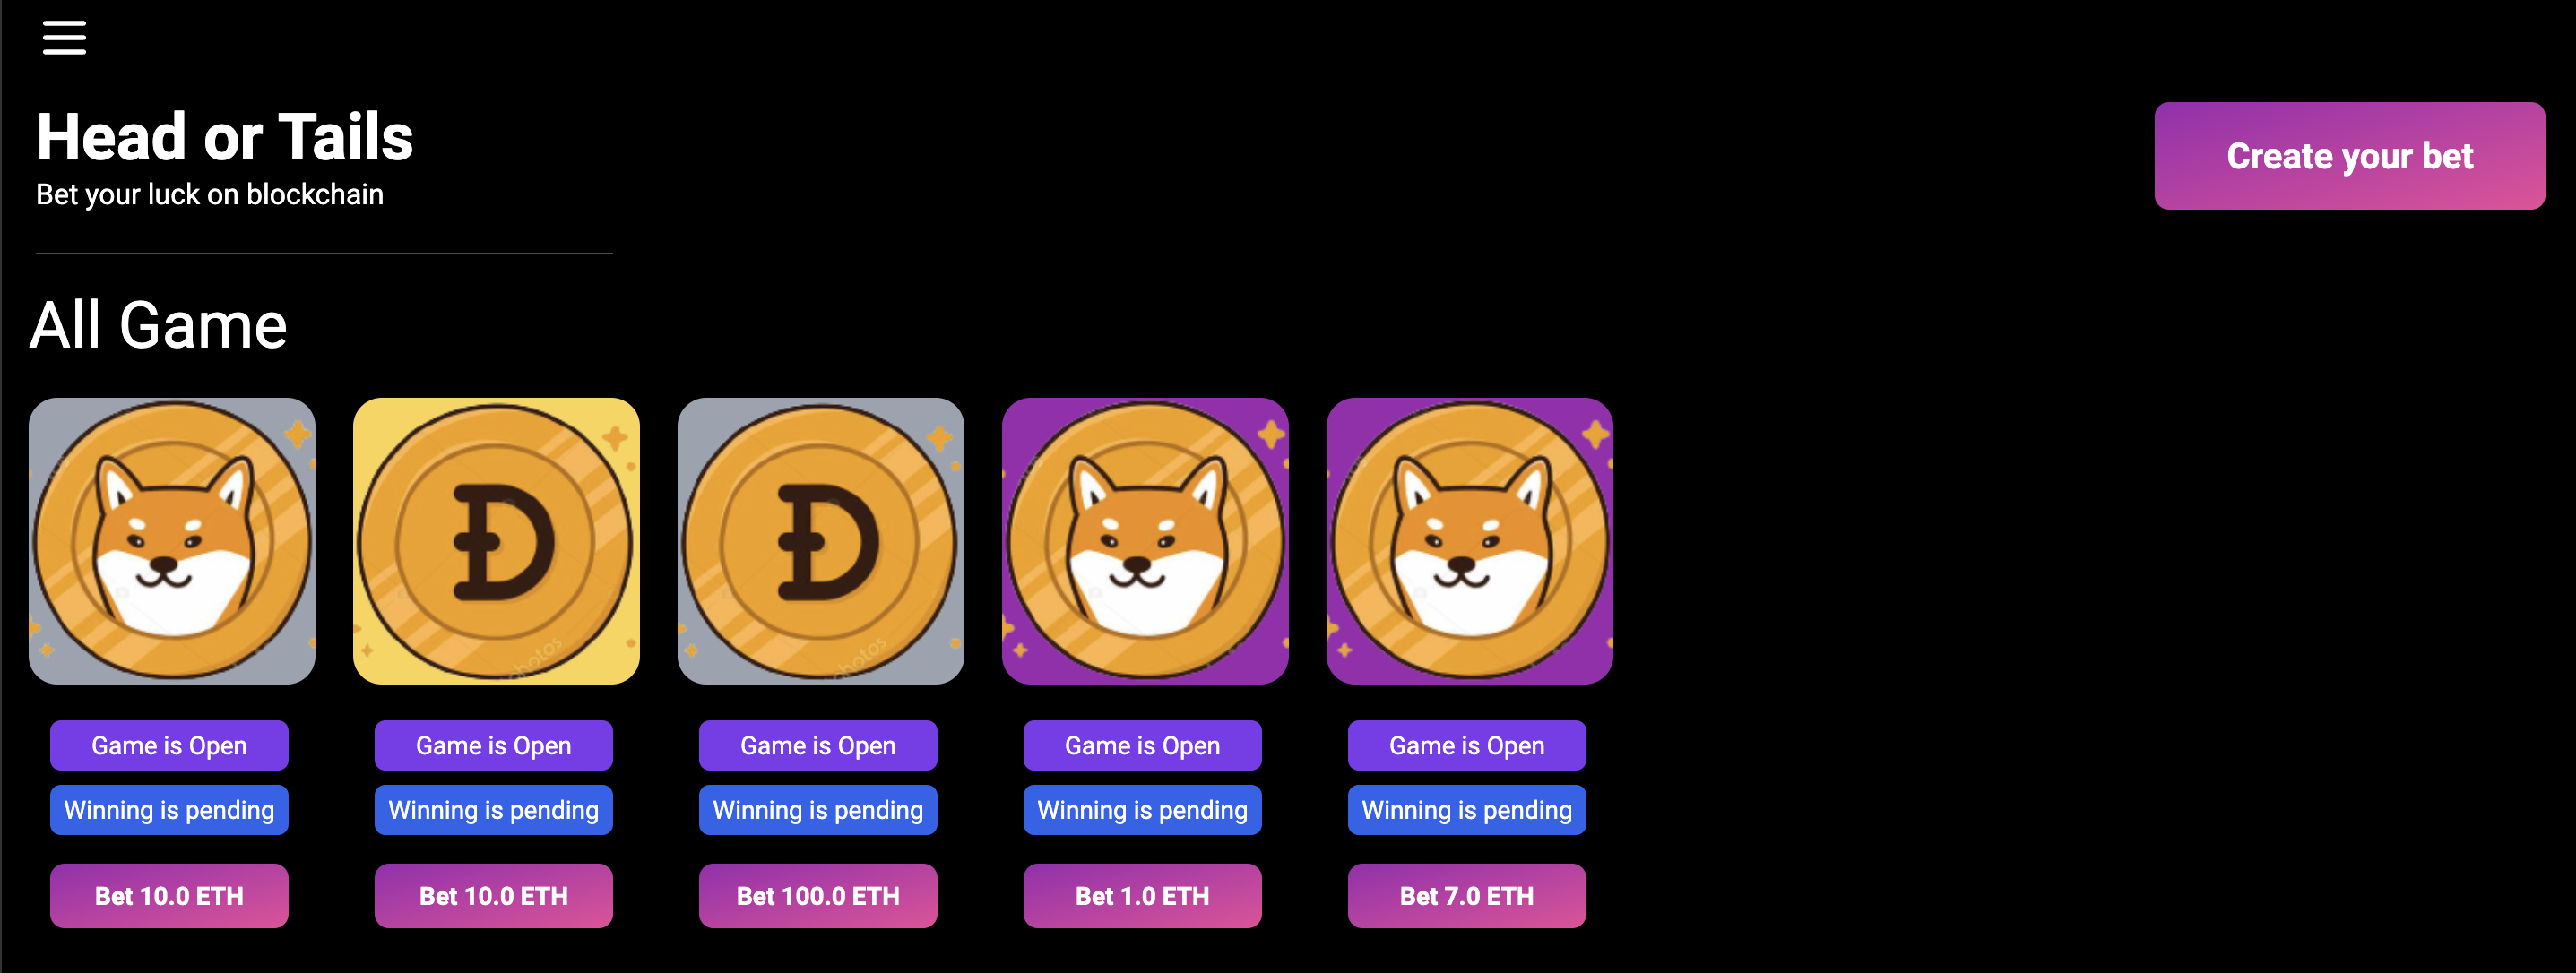 Head or Tails
Bet your luck on blockchain
Create your bet
All Game
photos
photos
Game is Open
Game is Open
Game is Open
Game is Open
Game is Open
Winning is pending
Winning is pending
Winning is pending
Winning is pending
Winning is pending
Bet 10.0 ETH
Bet 10.0 ETH
Bet 100.0 ETH
Bet 1.0 ETH
Bet 7.0 ETH